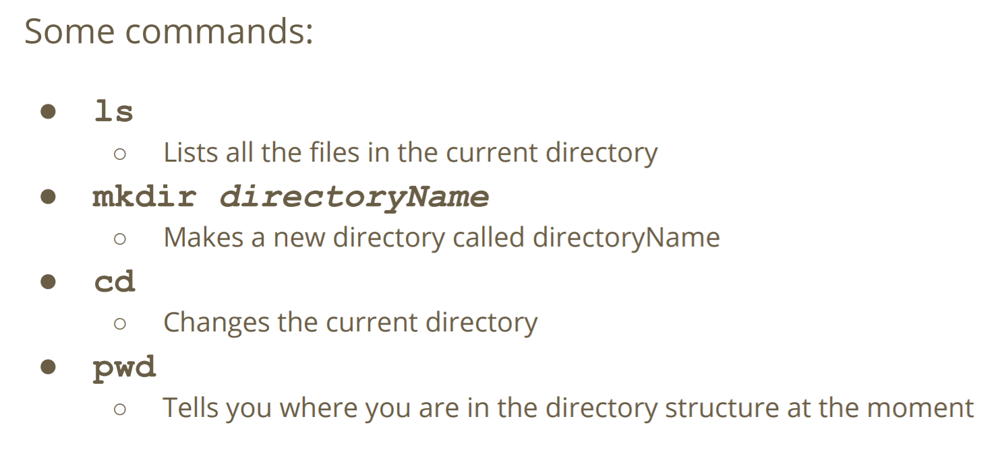 Some commands:
● ls
○ Lists all the files in the current directory
● mkdir directoryName
○ Makes a new directory called directoryName
● cd
○ Changes the current directory
● pwd
○ Tells you where you are in the directory structure at the moment